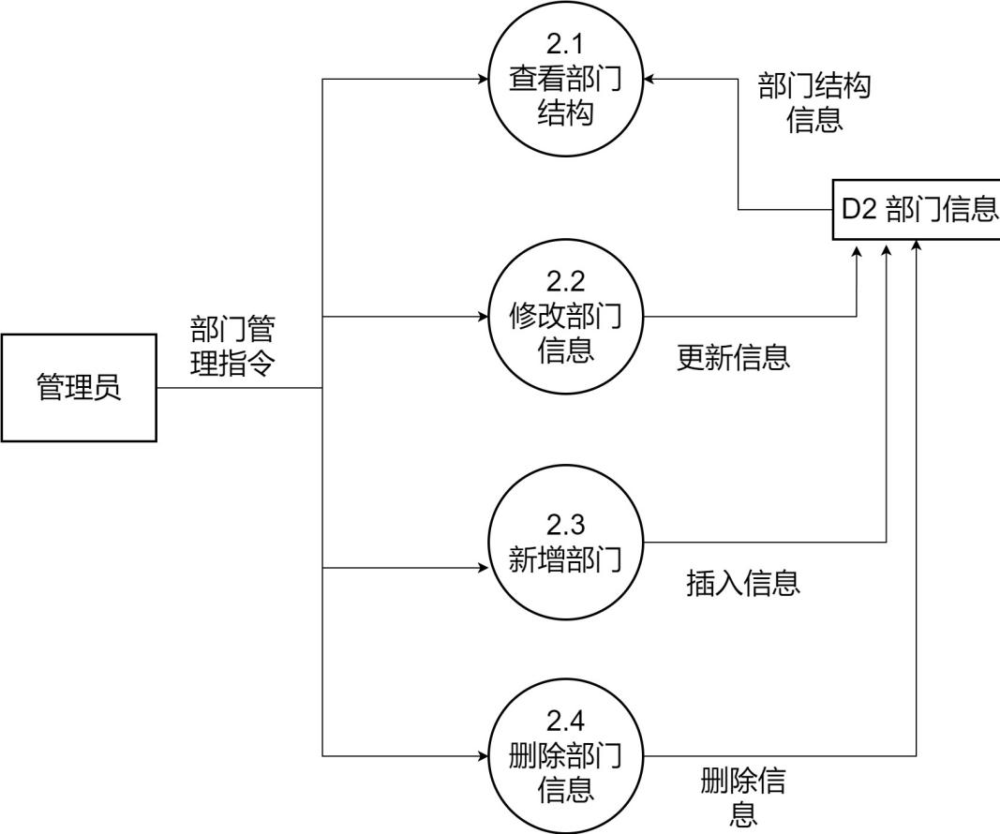 2.1
查看部门
结构
部门结构
信息
D2 部门信息
2.2
修改部门
信息
更新信息
部门管
理指令
管理员
2.3
新增部门
插入信息
2.4
删除部门
信息
删除信
息